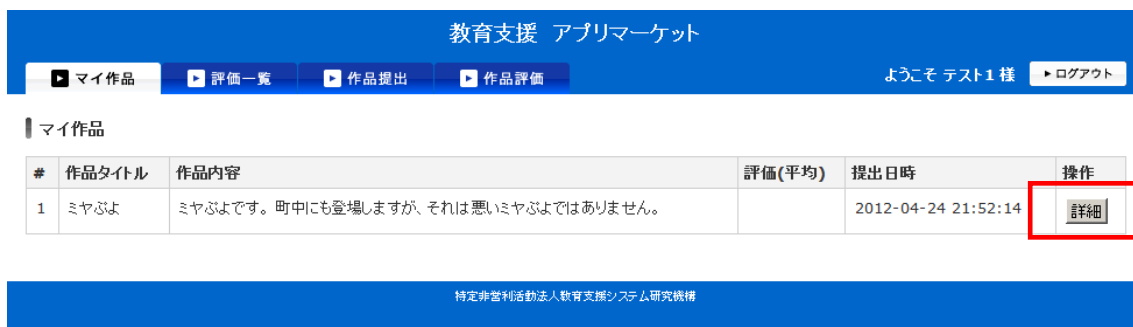 教育支援 アプリマーケット
マイ作品 評価一覧 作品提出 作品評価 ようこそ テスト1 様 ログアウト
マイ作品
# 作品タイトル 作品内容 評価(平均) 提出日時 操作
1 ミヤぷよ ミヤぷよです。町中にも登場しますが、それは悪いミヤぷよではありません。 2012-04-24 21:52:14 詳細
特定非営利活動法人教育支援システム研究機構